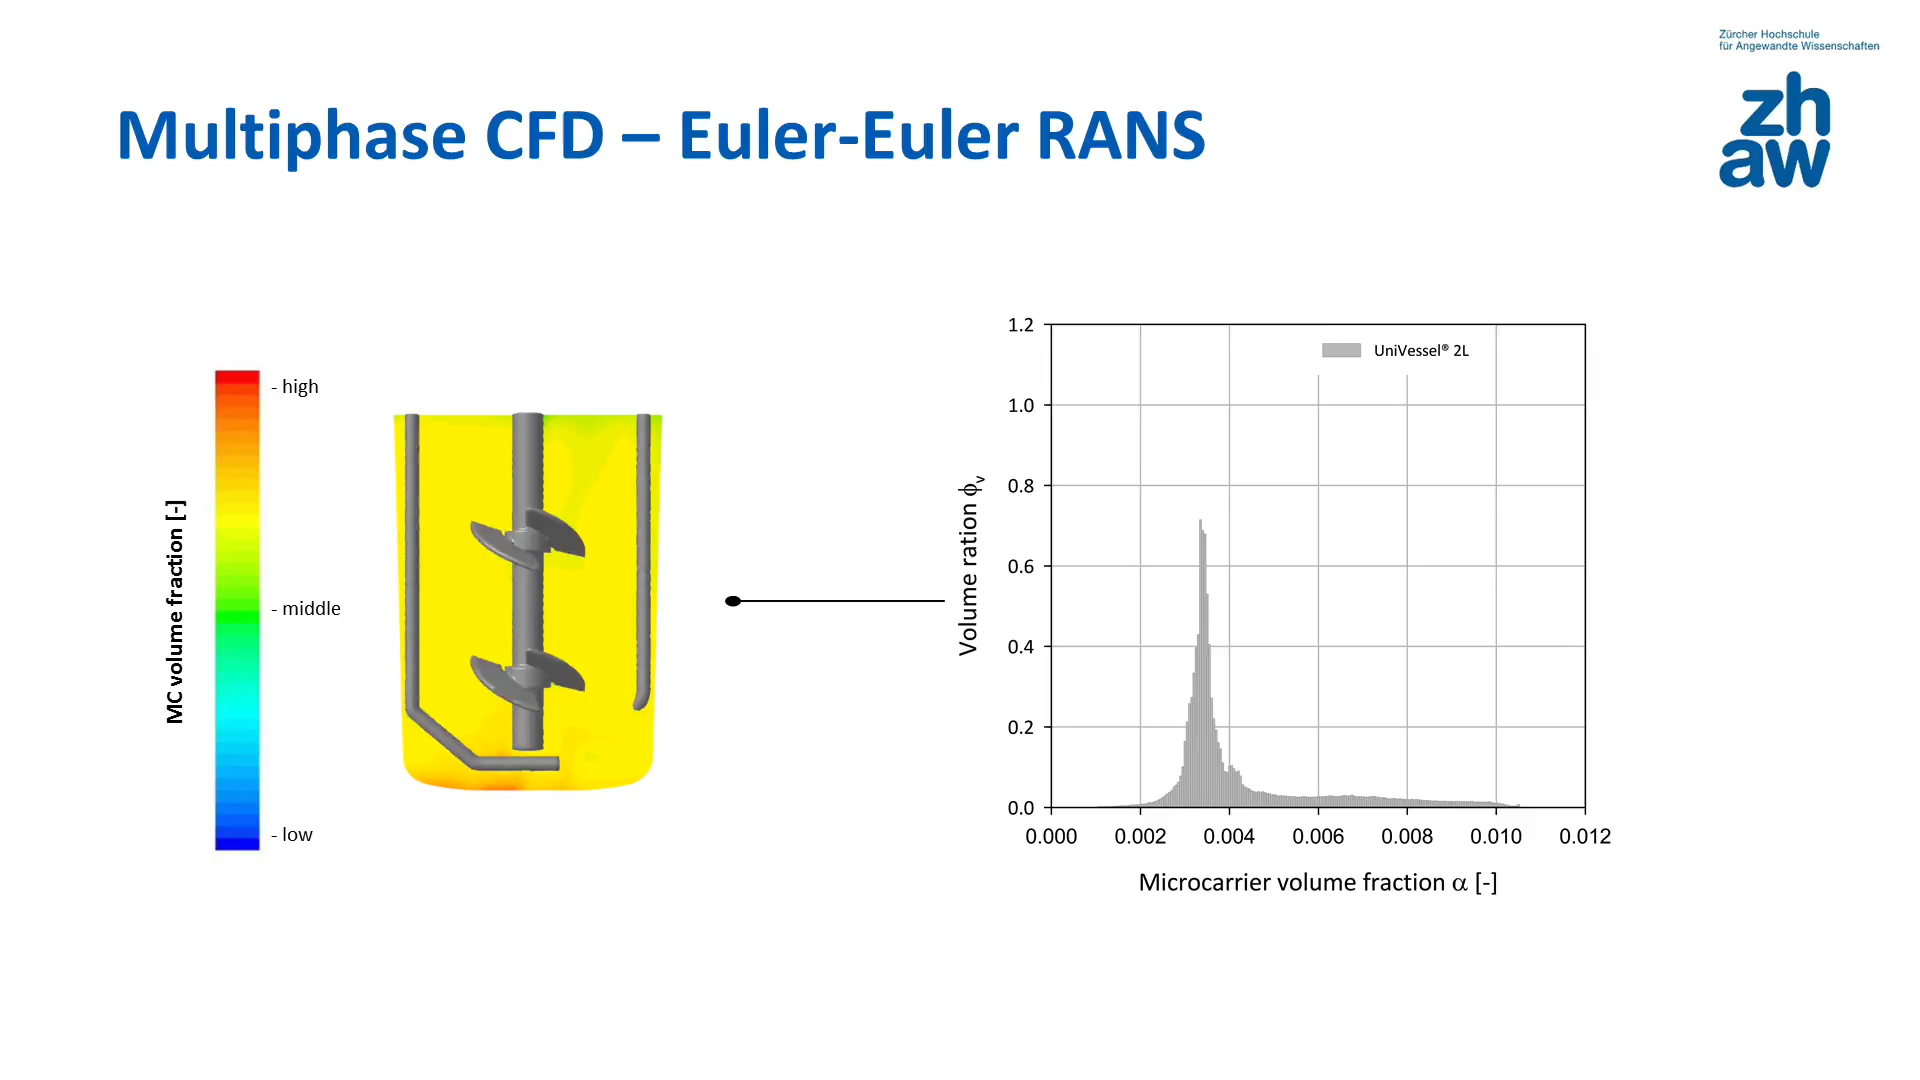 Zürcher Hochschule
für Angewandte Wissenschaften
zh
aw
Multiphase CFD – Euler-Euler RANS
MC volume fraction [-]
- high
- middle
- low
UniVessel® 2L
Volume ration ϕv
1.2
1.0
0.8
0.6
0.4
0.2
0.0
0.000 0.002 0.004 0.006 0.008 0.010 0.012
Microcarrier volume fraction α [-]